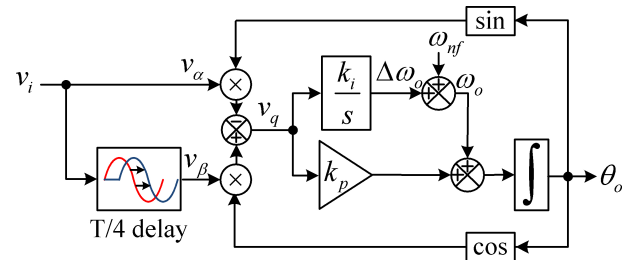 sin
ω_nf
v_i
v_α
×
k_i
s
Δω_o
ω_o
v_q
v_β
×
k_p
∫
θ_o
T/4 delay
cos